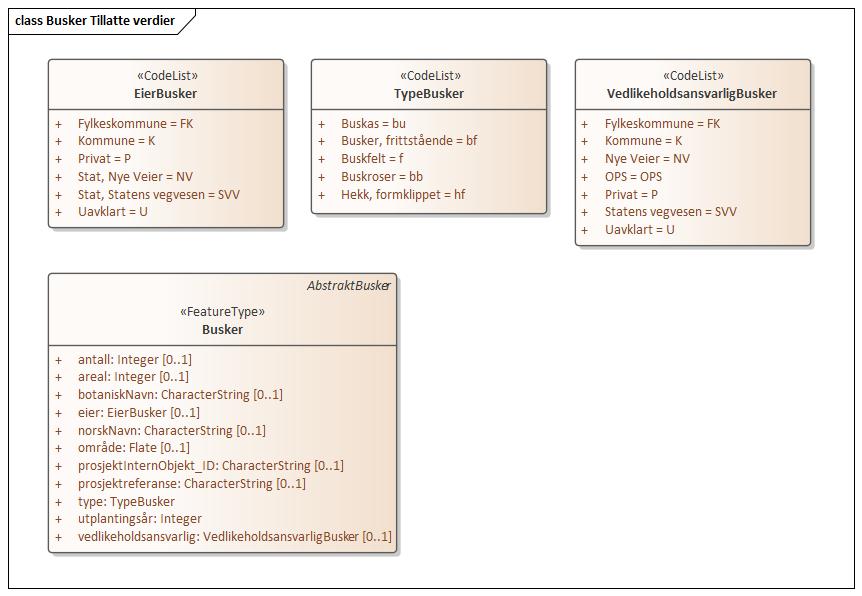 class Busker Tillatte verdier
«CodeList»
EierBusker
+ Fylkeskommune = FK
+ Kommune = K
+ Privat = P
+ Stat, Nye Veier = NV
+ Stat, Statens vegvesen = SVV
+ Uavklart = U
«CodeList»
TypeBusker
+ Buskas = bu
+ Busker, frittstående = bf
+ Buskfelt = f
+ Buskroser = bb
+ Hekk, formklippet = hf
«CodeList»
VedlikeholdsansvarligBusker
+ Fylkeskommune = FK
+ Kommune = K
+ Nye Veier = NV
+ OPS = OPS
+ Privat = P
+ Statens vegvesen = SVV
+ Uavklart = U
AbstraktBusker
«FeatureType»
Busker
+ antall: Integer [0..1]
+ areal: Integer [0..1]
+ botaniskNavn: CharacterString [0..1]
+ eier: EierBusker [0..1]
+ norskNavn: CharacterString [0..1]
+ område: Flate [0..1]
+ prosjektInternObjekt_ID: CharacterString [0..1]
+ prosjektreferanse: CharacterString [0..1]
+ type: TypeBusker
+ utplantingsår: Integer
+ vedlikeholdsansvarlig: VedlikeholdsansvarligBusker [0..1]